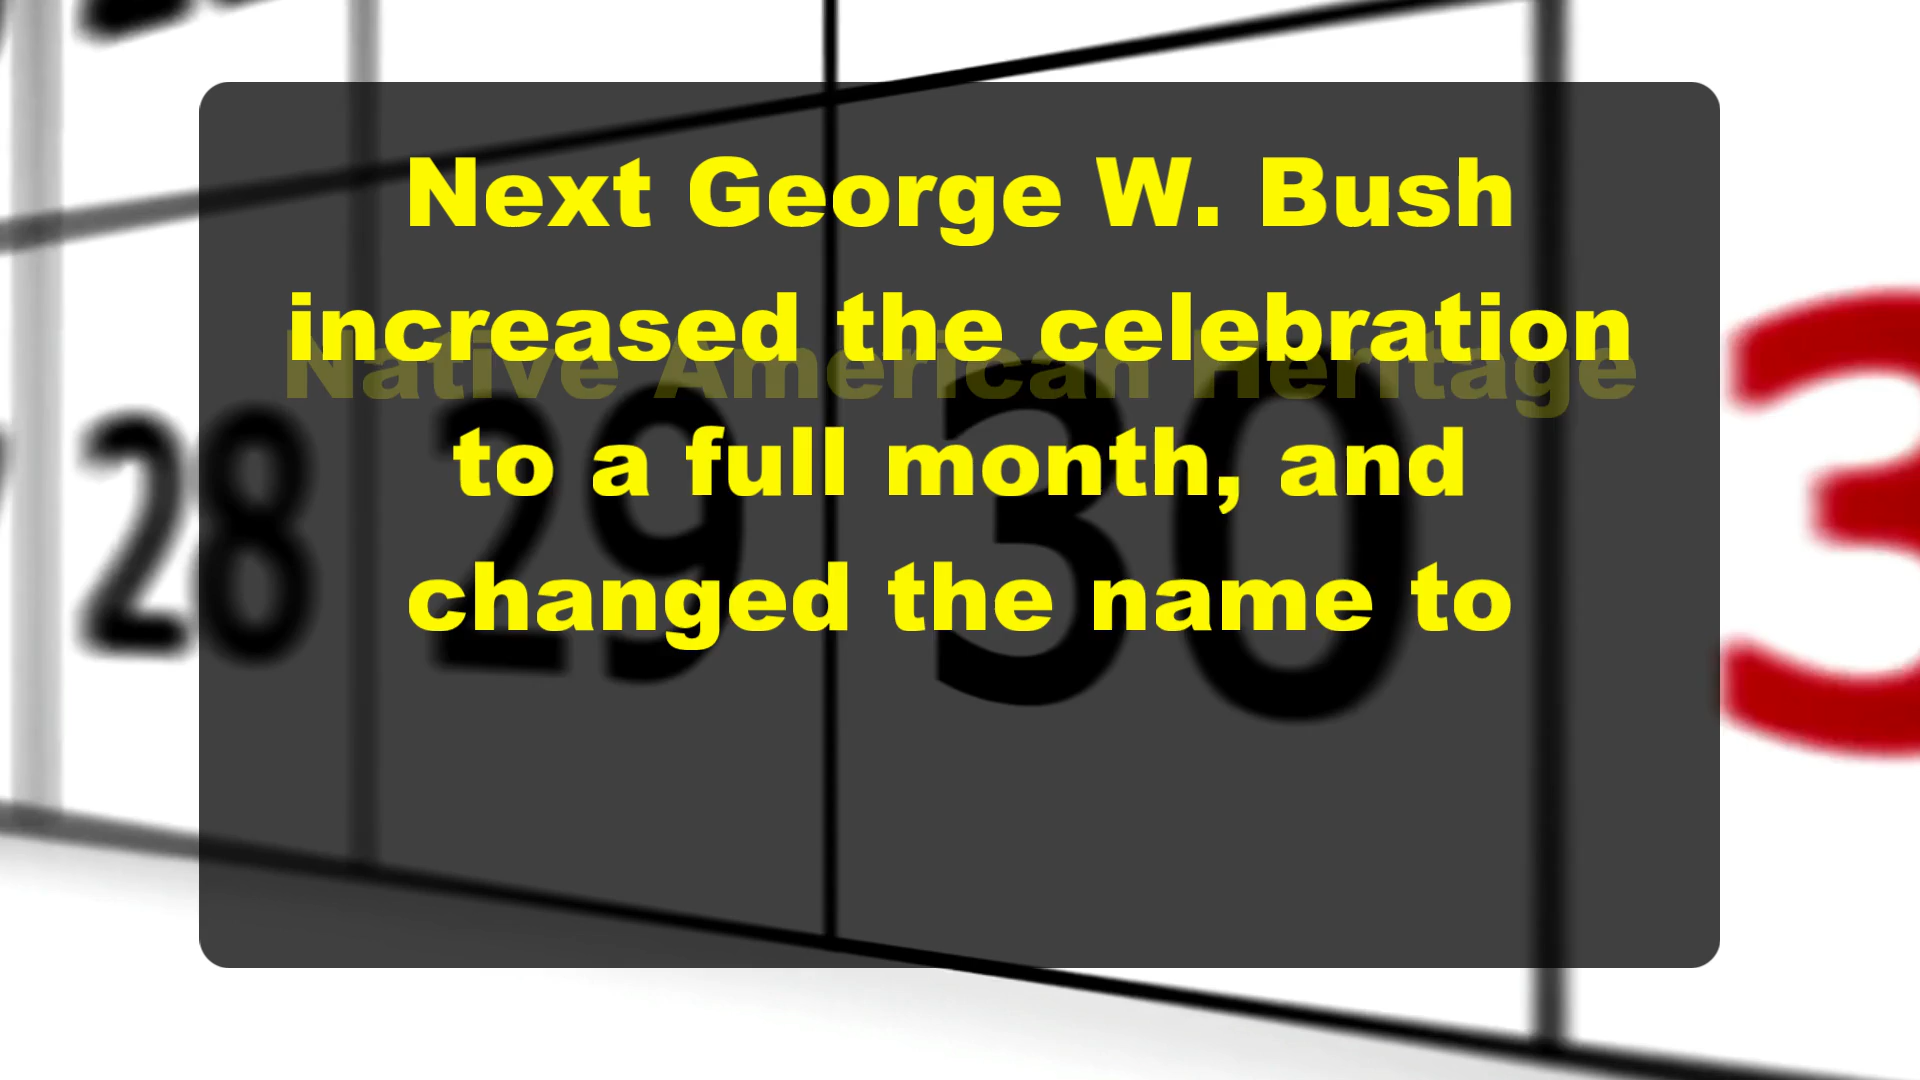 Next George W. Bush
increased the celebration
Native American Heritage
to a full month, and
changed the name to
28 29 30 3